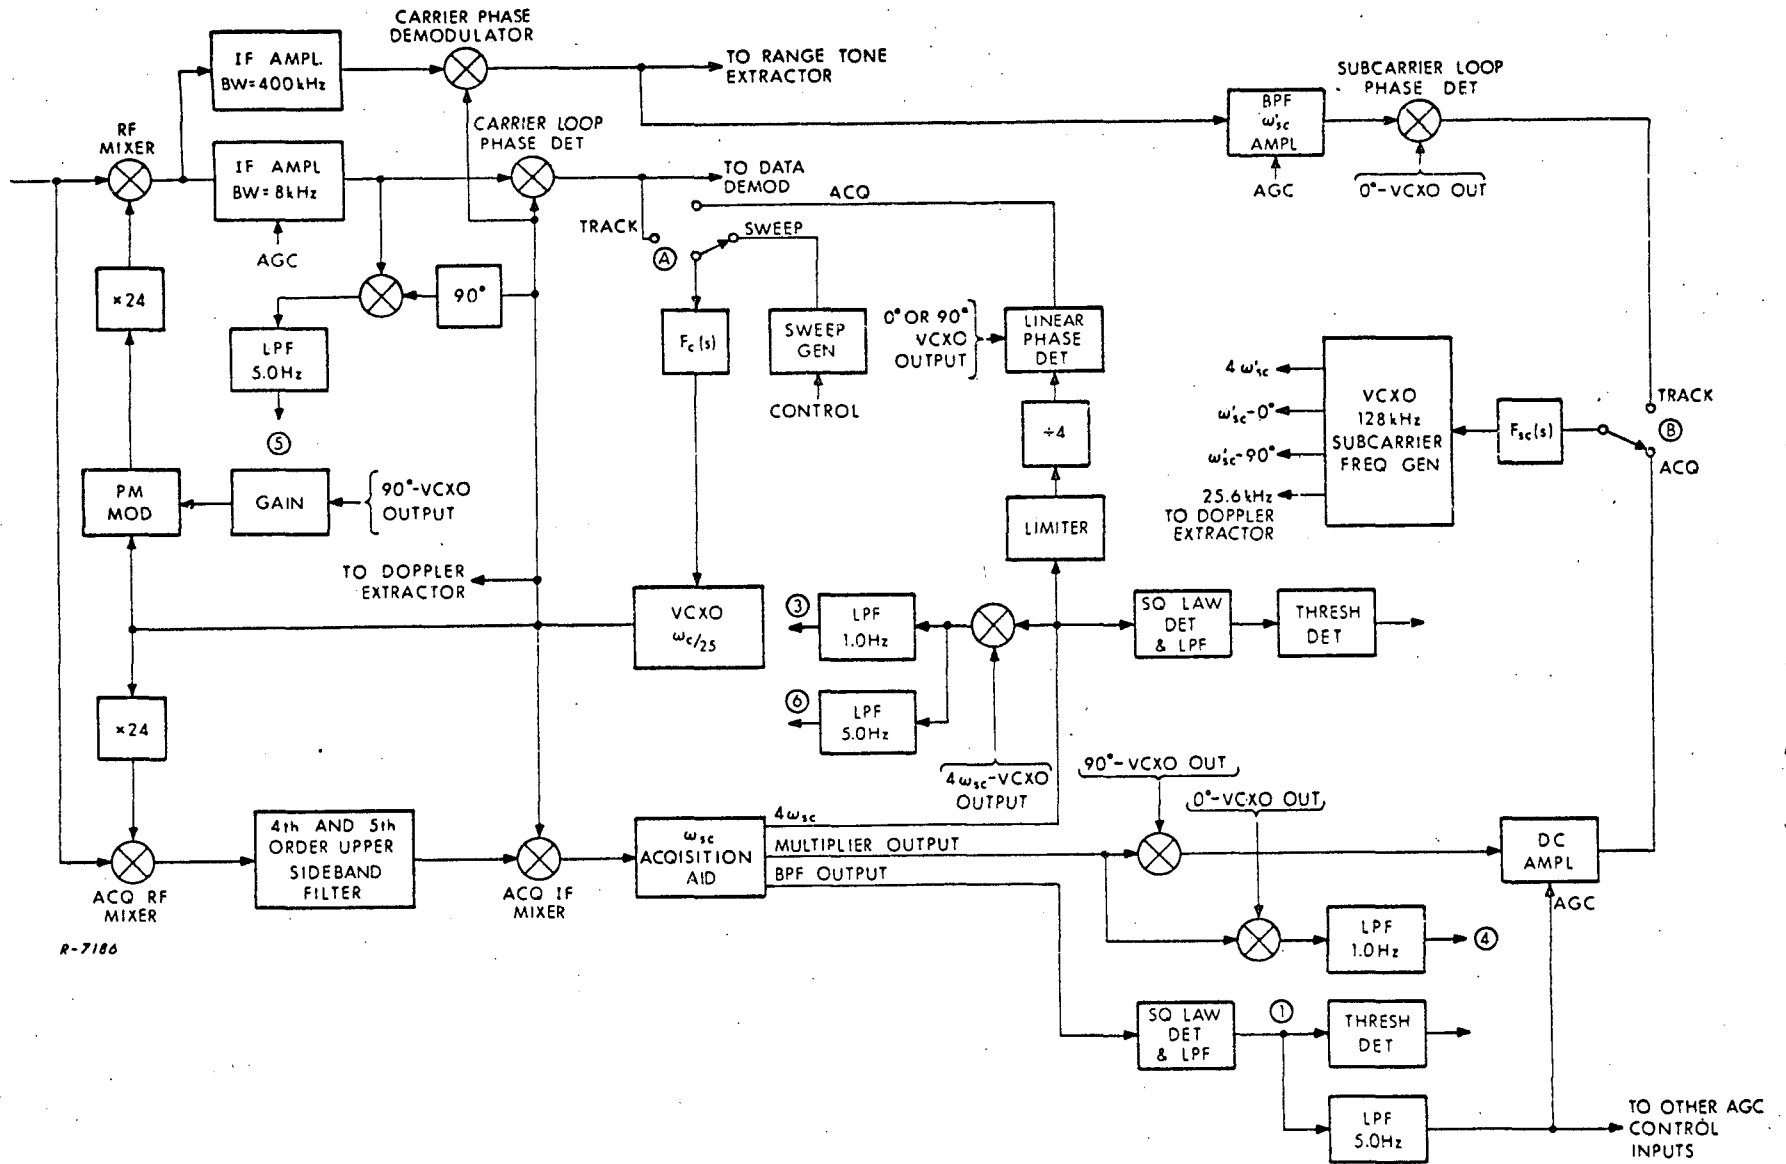 CARRIER PHASE
DEMODULATOR
IF AMPL.
BW=400kHz
TO RANGE TONE
EXTRACTOR
SUBCARRIER LOOP
PHASE DET
BPF
ω'sc
AMPL
AGC
0°-VCXO OUT
RF
MIXER
CARRIER LOOP
PHASE DET
IF AMPL
BW=8kHz
AGC
TO DATA
DEMOD
ACQ
TRACK
A
SWEEP
×24
90°
LPF
5.0Hz
5
Fc(s)
SWEEP
GEN
CONTROL
0° OR 90°
VCXO
OUTPUT
LINEAR
PHASE
DET
÷4
LIMITER
4ω'sc
ω'sc-0°
ω'sc-90°
25.6kHz
TO DOPPLER
EXTRACTOR
VCXO
128kHz
SUBCARRIER
FREQ GEN
Fsc(s)
TRACK
B
ACQ
PM
MOD
GAIN
90°-VCXO
OUTPUT
TO DOPPLER
EXTRACTOR
VCXO
ωc/25
3
LPF
1.0Hz
6
LPF
5.0Hz
SQ LAW
DET
& LPF
THRESH
DET
4ωsc-VCXO
OUTPUT
×24
90°-VCXO OUT
0°-VCXO OUT
4th AND 5th
ORDER UPPER
SIDEBAND
FILTER
ACQ RF
MIXER
ACQ IF
MIXER
ωsc
ACQISITION
AID
4ωsc
MULTIPLIER OUTPUT
BPF OUTPUT
DC
AMPL
AGC
LPF
1.0Hz
4
R-7186
SQ LAW
DET
& LPF
1
THRESH
DET
LPF
5.0Hz
TO OTHER AGC
CONTROL
INPUTS